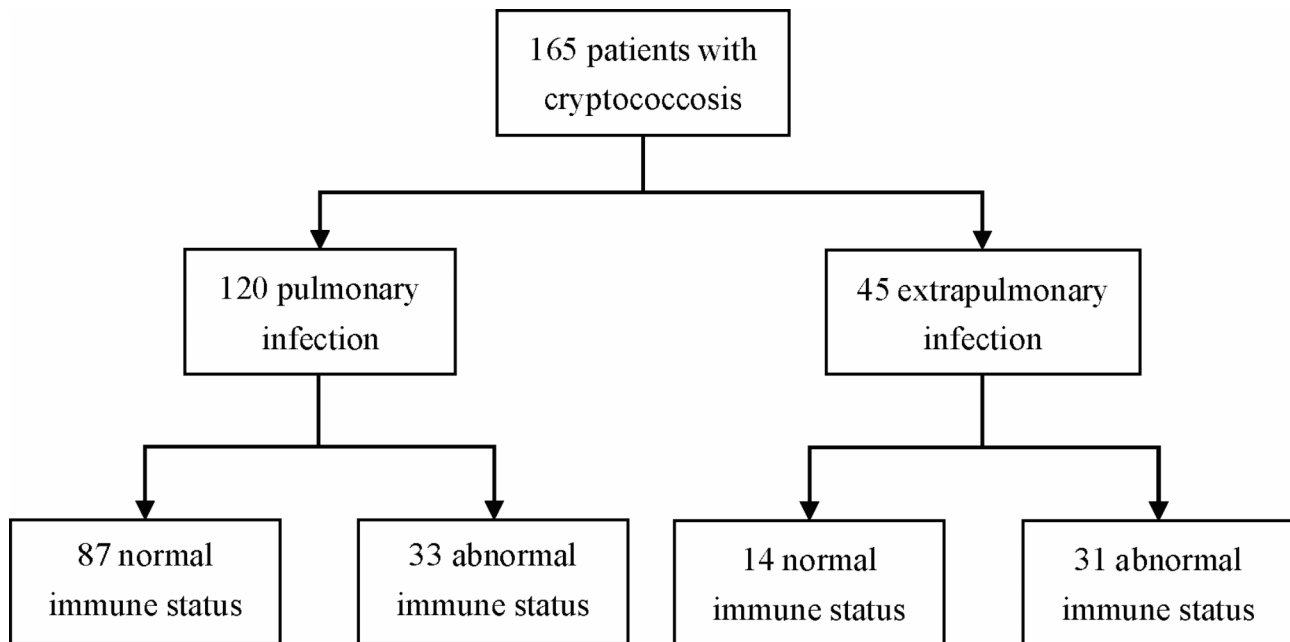 165 patients with
cryptococcosis
120 pulmonary
infection
45 extrapulmonary
infection
87 normal
immune status
33 abnormal
immune status
14 normal
immune status
31 abnormal
immune status